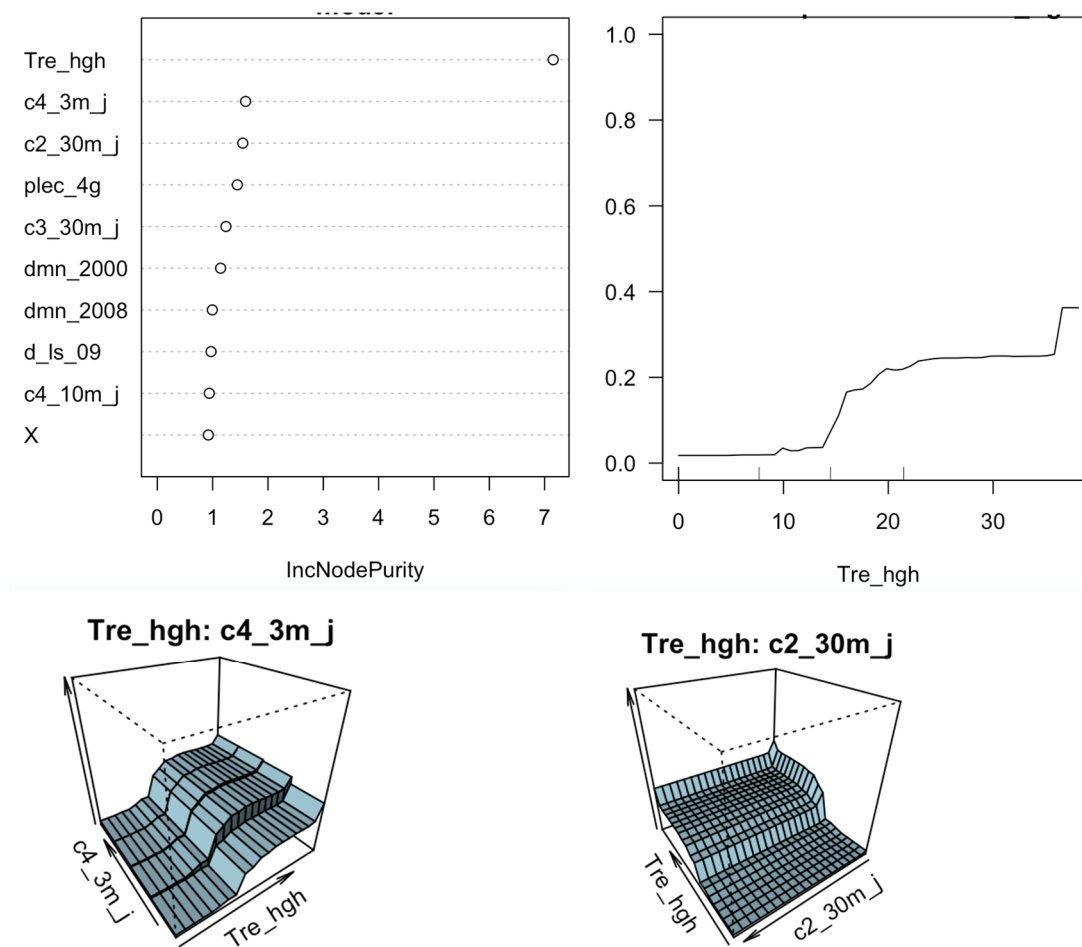 Tre_hgh
c4_3m_j
c2_30m_j
plec_4g
c3_30m_j
dmn_2000
dmn_2008
d_ls_09
c4_10m_j
X
0 1 2 3 4 5 6 7
IncNodePurity
1.0
0.8
0.6
0.4
0.2
0.0
0 10 20 30
Tre_hgh
Tre_hgh: c4_3m_j
c4_3m_j
Tre_hgh
Tre_hgh: c2_30m_j
Tre_hgh
c2_30m_j